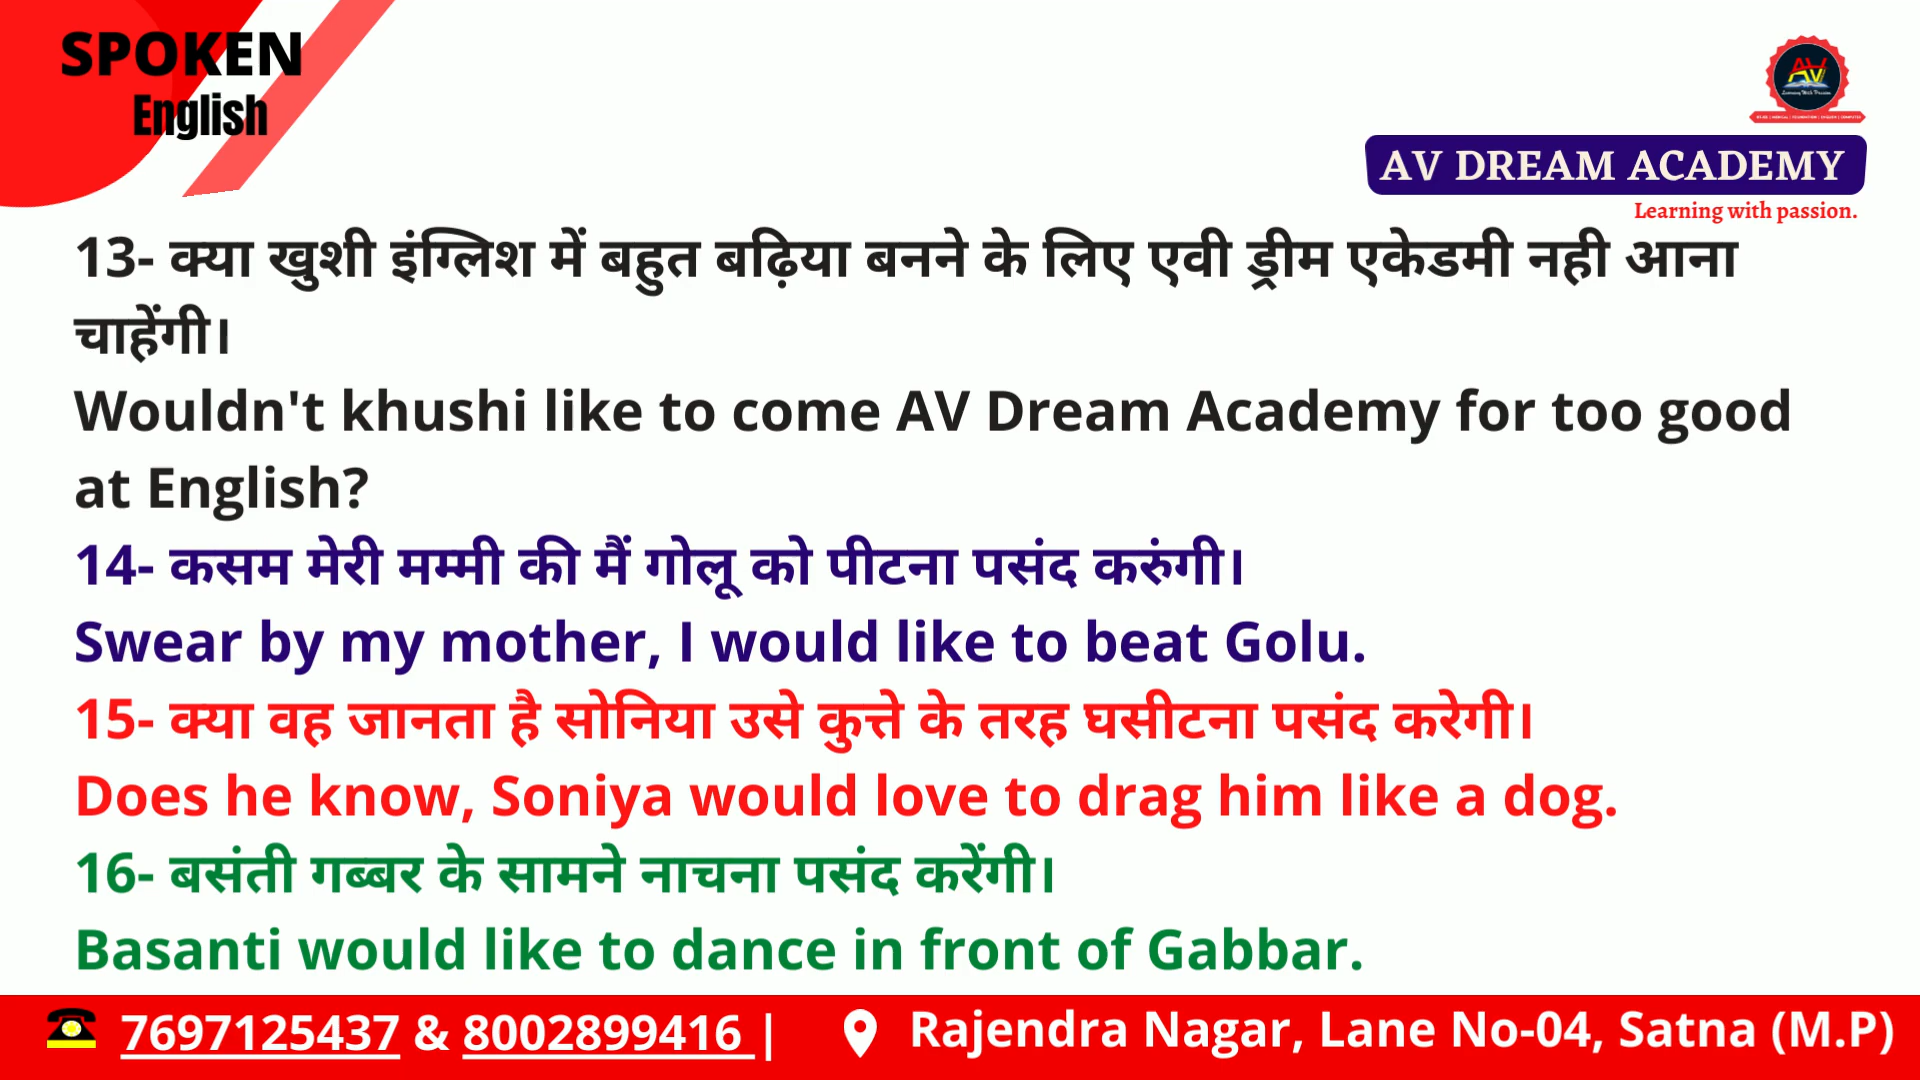 SPOKEN
English
AV
Learning With Passion
AV DREAM ACADEMY
Learning with passion.
13- क्या खुशी इंग्लिश में बहुत बढ़िया बनने के लिए एवी ड्रीम एकेडमी नही आना
चाहेंगी।
Wouldn't khushi like to come AV Dream Academy for too good
at English?
14- कसम मेरी मम्मी की मैं गोलू को पीटना पसंद करुंगी।
Swear by my mother, I would like to beat Golu.
15- क्या वह जानता है सोनिया उसे कुत्ते के तरह घसीटना पसंद करेगी।
Does he know, Soniya would love to drag him like a dog.
16- बसंती गब्बर के सामने नाचना पसंद करेंगी।
Basanti would like to dance in front of Gabbar.
7697125437 & 8002899416 | Rajendra Nagar, Lane No-04, Satna (M.P)